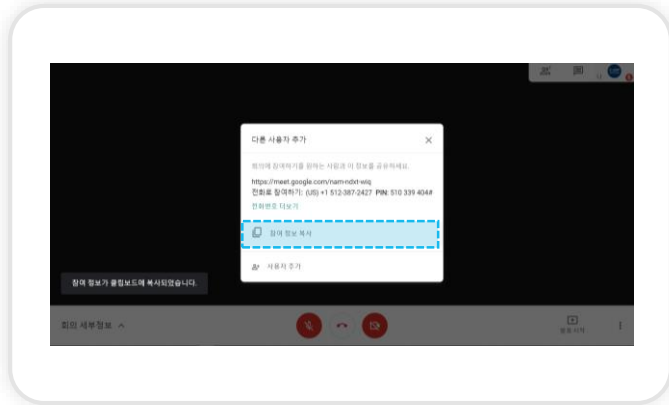 다른 사용자 추가
회의에 참여하기를 원하는 사람과 이 정보를 공유하세요.
https://meet.google.com/nam-ndxt-wiq
전화로 참여하기: (US) +1 512-387-2427 PIN: 510 339 404#
전화번호 더보기
참여 정보 복사
사용자 추가
참여 정보가 클립보드에 복사되었습니다.
회의 세부정보
발표 시작